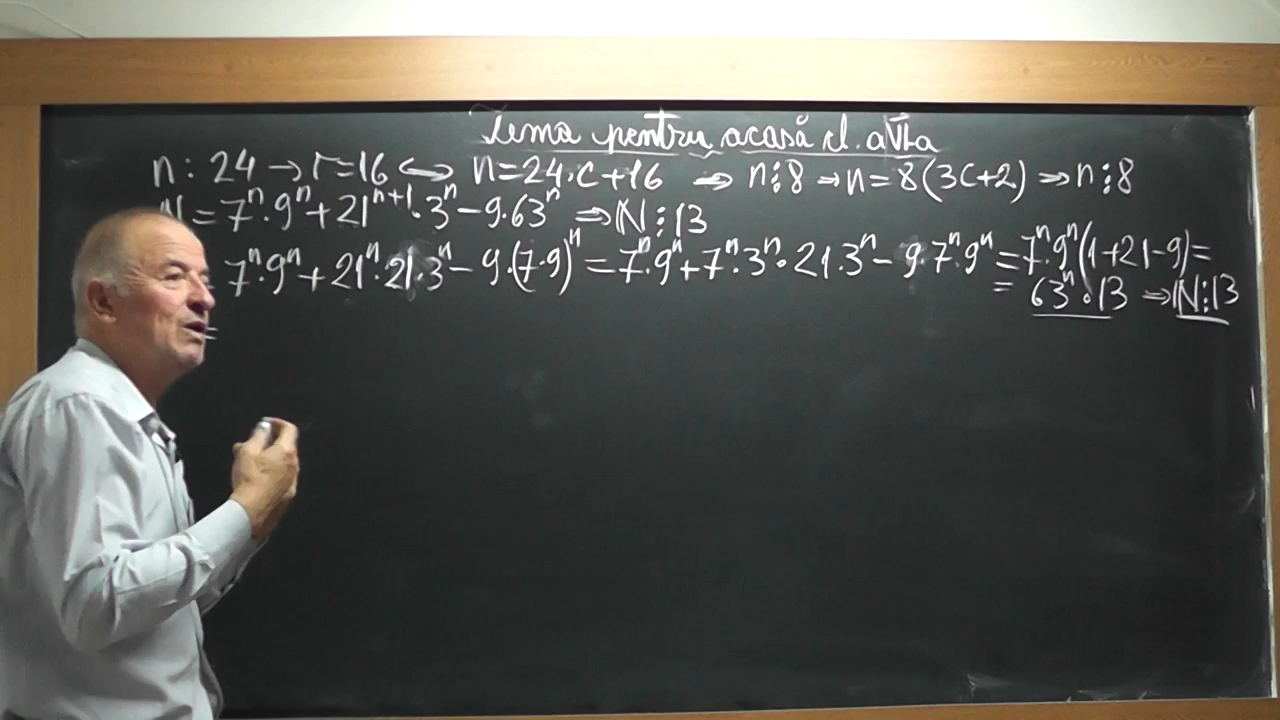 Tema pentru acasă cl. a VI-a
n : 24 → r=16 ↔ n=24·c+16 ⇒ n⋮8 ⇒ n=8(3c+2) ⇒ n⋮8
N=7ⁿ·9ⁿ+21ⁿ⁺¹·3ⁿ−9·63ⁿ ⇒ N⋮13
7ⁿ·9ⁿ+21ⁿ·21·3ⁿ−9·(7·9)ⁿ=7ⁿ·9ⁿ+7ⁿ·3ⁿ·21·3ⁿ−9·7ⁿ·9ⁿ=7ⁿ·9ⁿ(1+21−9)=
=63ⁿ·13 ⇒ N⋮13